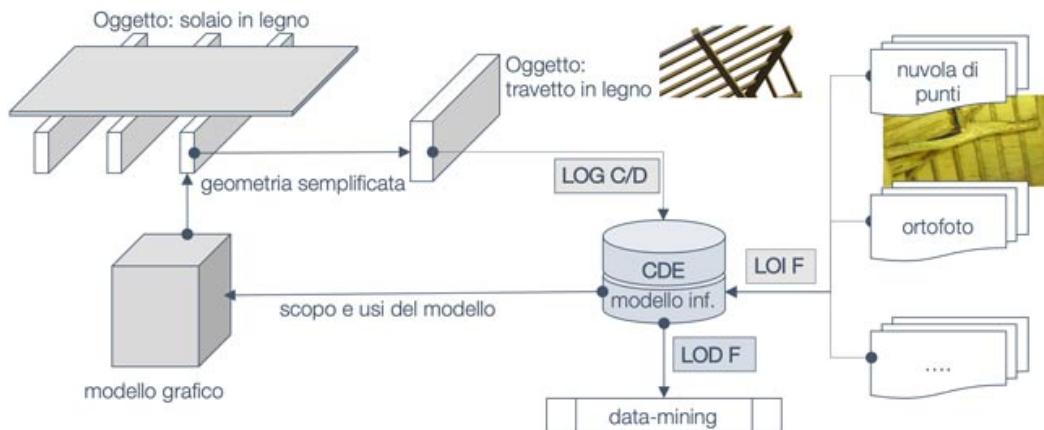 Oggetto: solaio in legno
Oggetto:
travetto in legno
nuvola di
punti
geometria semplificata
LOG C/D
ortofoto
CDE
LOI F
modello inf.
scopo e usi del modello
LOD F
....
modello grafico
data-mining